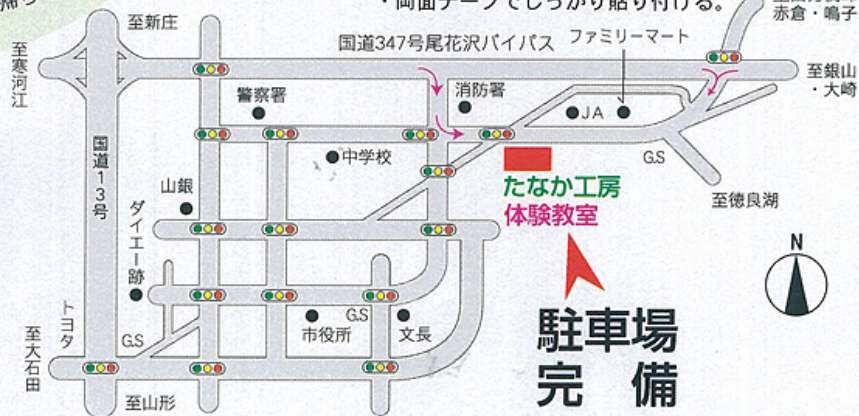 ・両面テープでしっかり貼り付ける。
赤倉・鳴子
至新庄
国道347号尾花沢バイパス
ファミリーマート
至寒河江
至銀山
・大崎
警察署
消防署
JA
中学校
国道13号
G.S
山銀
たなか工房
体験教室
至徳良湖
ダイエー跡
N
駐車場
完備
トヨタ
G.S
市役所
G.S
文長
至大石田
至山形